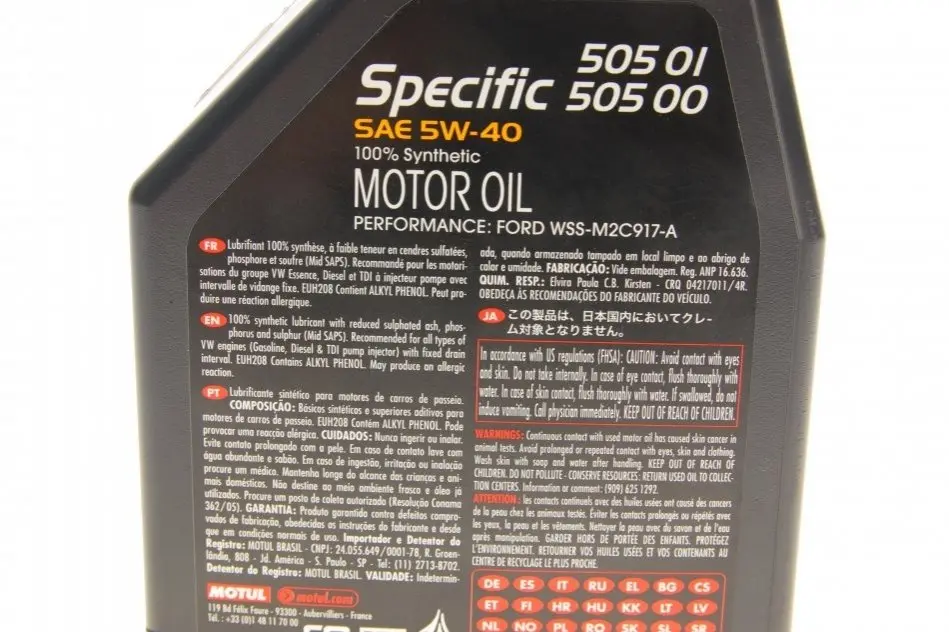 505 01
Specific 505 00
SAE 5W-40
100% Synthetic
MOTOR OIL
PERFORMANCE: FORD WSS-M2C917-A
FR Lubrifiant 100% synthèse, à faible teneur en cendres sulfatées,
phosphore et soufre (Mid SAPS). Recommandé pour les motori-
sations du groupe VW Essence, Diesel et TDI à injecteur pompe avec
intervalle de vidange fixe. EUH208 Contient ALKYL PHENOL. Peut pro-
duire une réaction allergique.
EN 100% synthetic lubricant with reduced sulphated ash, phos-
phorus and sulphur (Mid SAPS). Recommended for all types of
VW engines (Gasoline, Diesel & TDI pump injector) with fixed drain
interval. EUH208 Contains ALKYL PHENOL. May produce an allergic
reaction.
PT Lubrificante sintético para motores de carros de passeio.
COMPOSIÇÃO: Básicos sintéticos e superiores aditivos para
motores de carros de passeio. EUH208 Contém ALKYL PHENOL. Pode
provocar uma reacção alérgica. CUIDADOS: Nunca ingerir ou inalar.
Evite contato prolongado com a pele. Em caso de contato lave com
água abundante e sabão. Em caso de ingestão, irritação ou inalação
procure um médico. Mantenha longe do alcance das crianças e ani-
mais domésticos. Não destine ao meio ambiente frasco e óleo já
utilizados. Procure um posto de coleta autorizado (Resolução Conama
362/05). GARANTIA: Produto garantido contra defeitos comprova-
dos de fabricação, obedecidas as instruções do fabricante e desde
que em condições normais de uso. Importador e Detentor do
Registro: MOTUL BRASIL - CNPJ: 24.055.649/0001-78, R. Groen-
lândia, 808 - Jd. América - S. Paulo - SP - Tel: (11) 2713-8702.
Detentor do Registro: MOTUL BRASIL. VALIDADE: Indetermin-
ada, quando armazenado tampado em local limpo e ao abrigo de
calor e umidade. FABRICAÇÃO: Vide embalagem. Reg. ANP 16.636.
QUIM. RESP.: Elvira Paula C.B. Kirsten - CRQ 04217011/4R.
OBEDEÇA ÀS RECOMENDAÇÕES DO FABRICANTE DO VEÍCULO.
JA この製品は、日本国内においてクレー
ム対象となりません。
In accordance with US regulations (FHSA): CAUTION: Avoid contact with eyes
and skin. Do not take internally. In case of eye contact, flush thoroughly with
water. In case of skin contact, flush thoroughly with water. If swallowed, do not
induce vomiting. Call physician immediately. KEEP OUT OF REACH OF CHILDREN.
WARNINGS: Continuous contact with used motor oil has caused skin cancer in
animal tests. Avoid prolonged or repeated contact with eyes, skin and clothing.
Wash skin with soap and water after handling. KEEP OUT OF REACH OF
CHILDREN. DO NOT POLLUTE - CONSERVE RESOURCES: RETURN USED OIL TO COLLEC-
TION CENTERS. Information or comment: (909) 625 1292.
ATTENTION : les contacts continuels avec des huiles usées ont causé des cancers
de la peau chez les animaux testés. Éviter les contacts prolongés ou répétés avec
les yeux, la peau et les vêtements. Nettoyer la peau avec du savon et de l'eau
après manipulation. GARDER HORS DE PORTÉE DES ENFANTS. PROTÉGEZ
L'ENVIRONNEMENT. RETOURNER VOS HUILES USÉES ET VOS CONTENANTS AU
CENTRE DE RECYCLAGE LE PLUS PROCHE.
DE ES IT RU EL BG CS
ET FI HR HU KK LT LV
NL NO PL RO SK SL SR
MOTUL motul.com
119 Bd Félix Faure - 93300 - Aubervilliers - France
Tél. : +33 (0)1 48 11 70 00